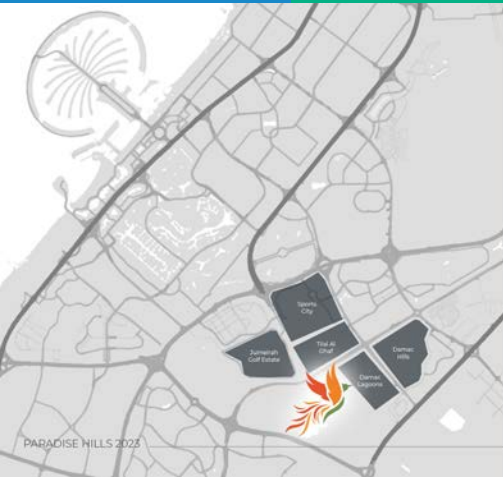 Sports
City
Tilal Al
Ghaf
Jumeirah
Golf Estate
Damac
Hills
Damac
Lagoons
PARADISE HILLS 2023